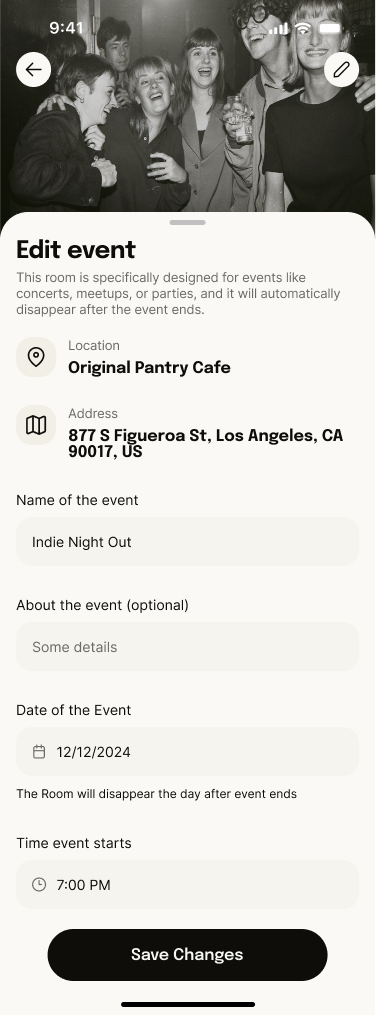 9:41
Edit event
This room is specifically designed for events like
concerts, meetups, or parties, and it will automatically
disappear after the event ends.
Location
Original Pantry Cafe
Address
877 S Figueroa St, Los Angeles, CA
90017, US
Name of the event
Indie Night Out
About the event (optional)
Some details
Date of the Event
12/12/2024
The Room will disappear the day after event ends
Time event starts
7:00 PM
Save Changes